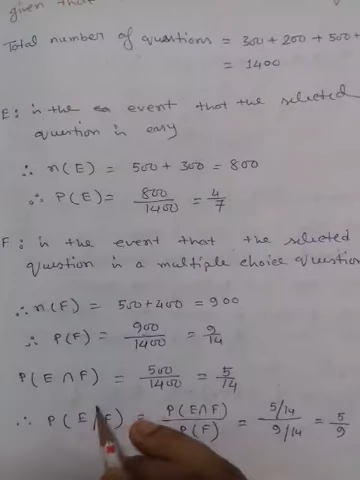 given that
Total number of questions = 300+200+500+
= 1400
E: is the ea event that the selected
question is easy
∴ n(E) = 500+300=800
∴ P(E)= 800/1400 = 4/7
F: is the event that the selected
question is a multiple choice question
∴ n(F) = 500+400 = 900
∴ P(F) = 900/1400 = 9/14
P(E ∩ F) = 500/1400 = 5/14
∴ P(E/F) = P(E∩F)/P(F) = 5/14 / 9/14 = 5/9